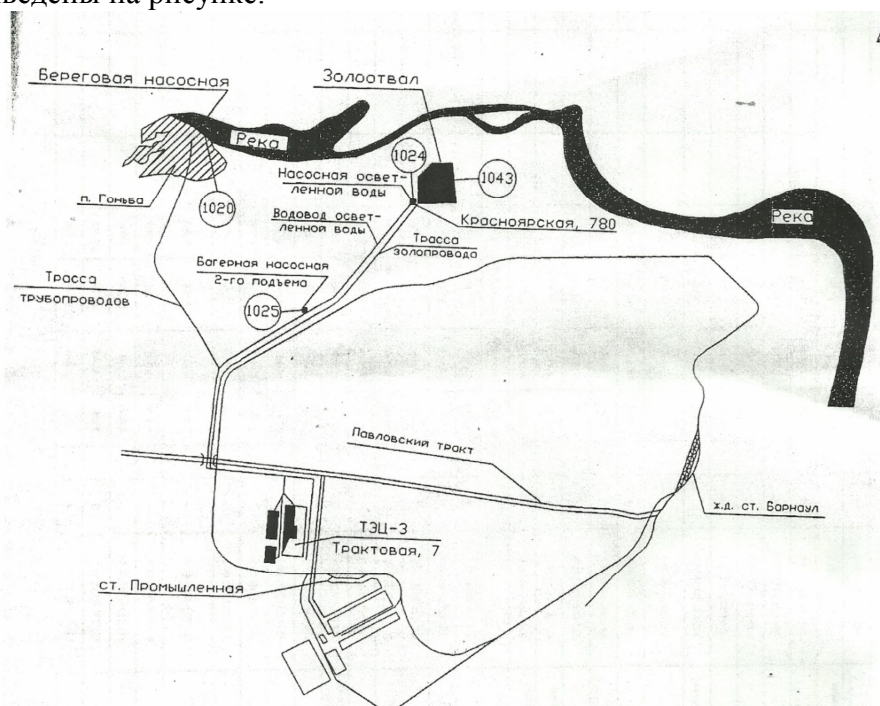 ведены на рисунке.
Береговая насосная
Золоотвал
Река
1024
Насосная освет-
ленной воды
1043
п. Гоньба
1020
Водовод освет-
ленной воды
Красноярская, 780
Река
Трасса
золопровода
Багерная насосная
2-го подъема
Трасса
трубопроводов
1025
Павловский тракт
ж.д. ст. Барнаул
ТЭЦ-3
Трактовая, 7
ст. Промышленная